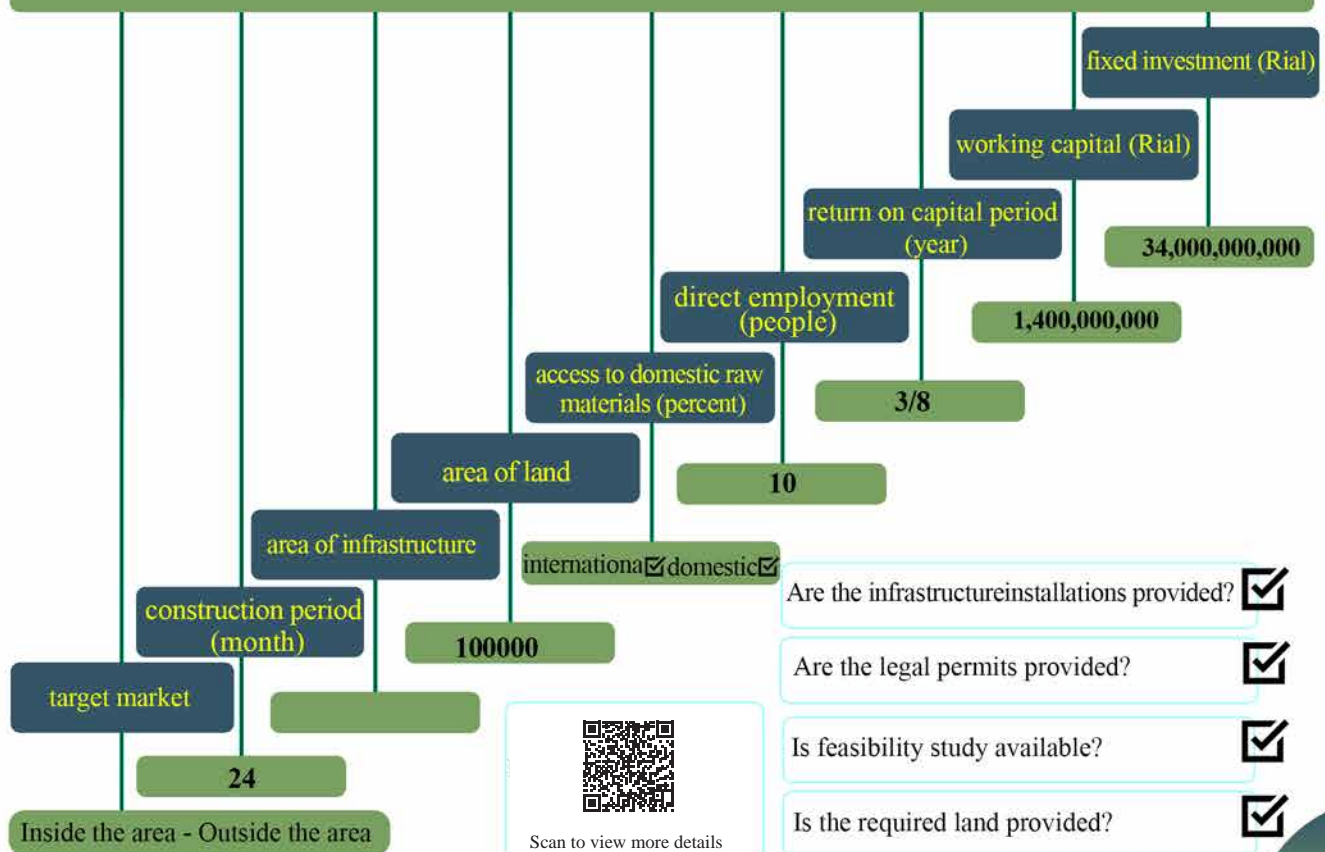 fixed investment (Rial)
34,000,000,000
working capital (Rial)
1,400,000,000
return on capital period
(year)
3/8
direct employment
(people)
10
access to domestic raw
materials (percent)
internationa☑domestic☑
area of land
100000
area of infrastructure
construction period
(month)
24
target market
Inside the area - Outside the area
Scan to view more details
Are the infrastructureinstallations provided? ☑
Are the legal permits provided? ☑
Is feasibility study available? ☑
Is the required land provided? ☑